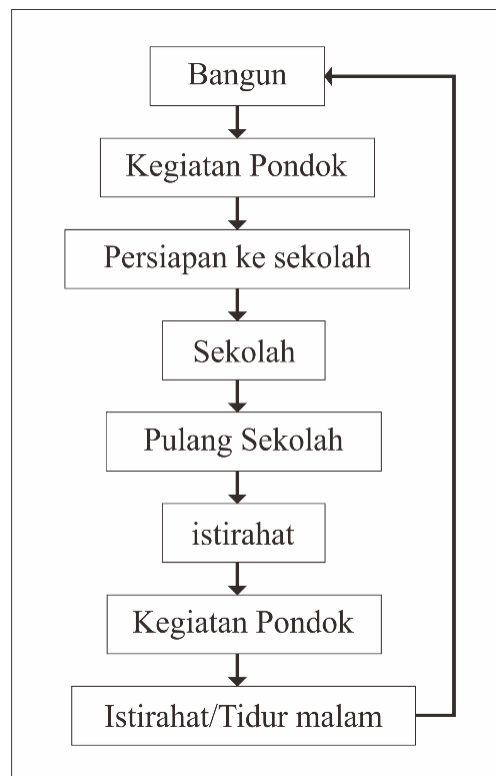 Bangun
Kegiatan Pondok
Persiapan ke sekolah
Sekolah
Pulang Sekolah
istirahat
Kegiatan Pondok
Istirahat/Tidur malam